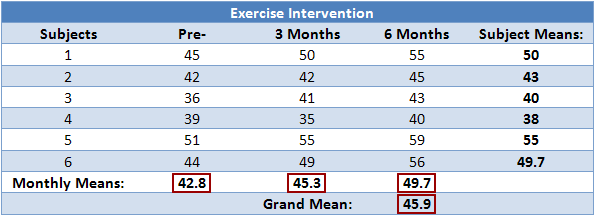 Exercise Intervention
Subjects Pre- 3 Months 6 Months Subject Means:
1 45 50 55 50
2 42 42 45 43
3 36 41 43 40
4 39 35 40 38
5 51 55 59 55
6 44 49 56 49.7
Monthly Means: 42.8 45.3 49.7
Grand Mean: 45.9